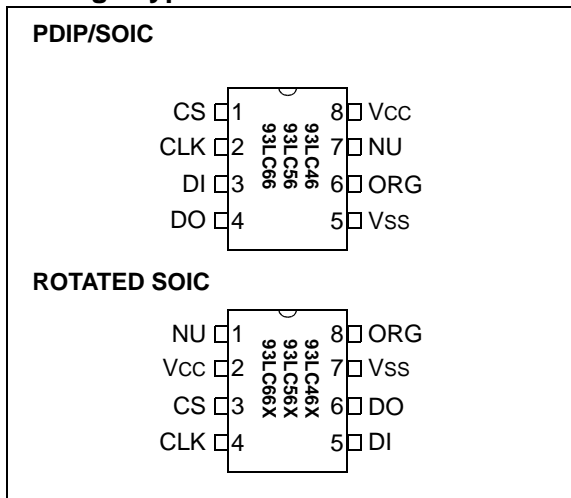 PDIP/SOIC
CS 1 8 Vcc
CLK 2 7 NU
DI 3 6 ORG
DO 4 5 Vss
93LC46
93LC56
93LC66
ROTATED SOIC
NU 1 8 ORG
Vcc 2 7 Vss
CS 3 6 DO
CLK 4 5 DI
93LC46X
93LC56X
93LC66X